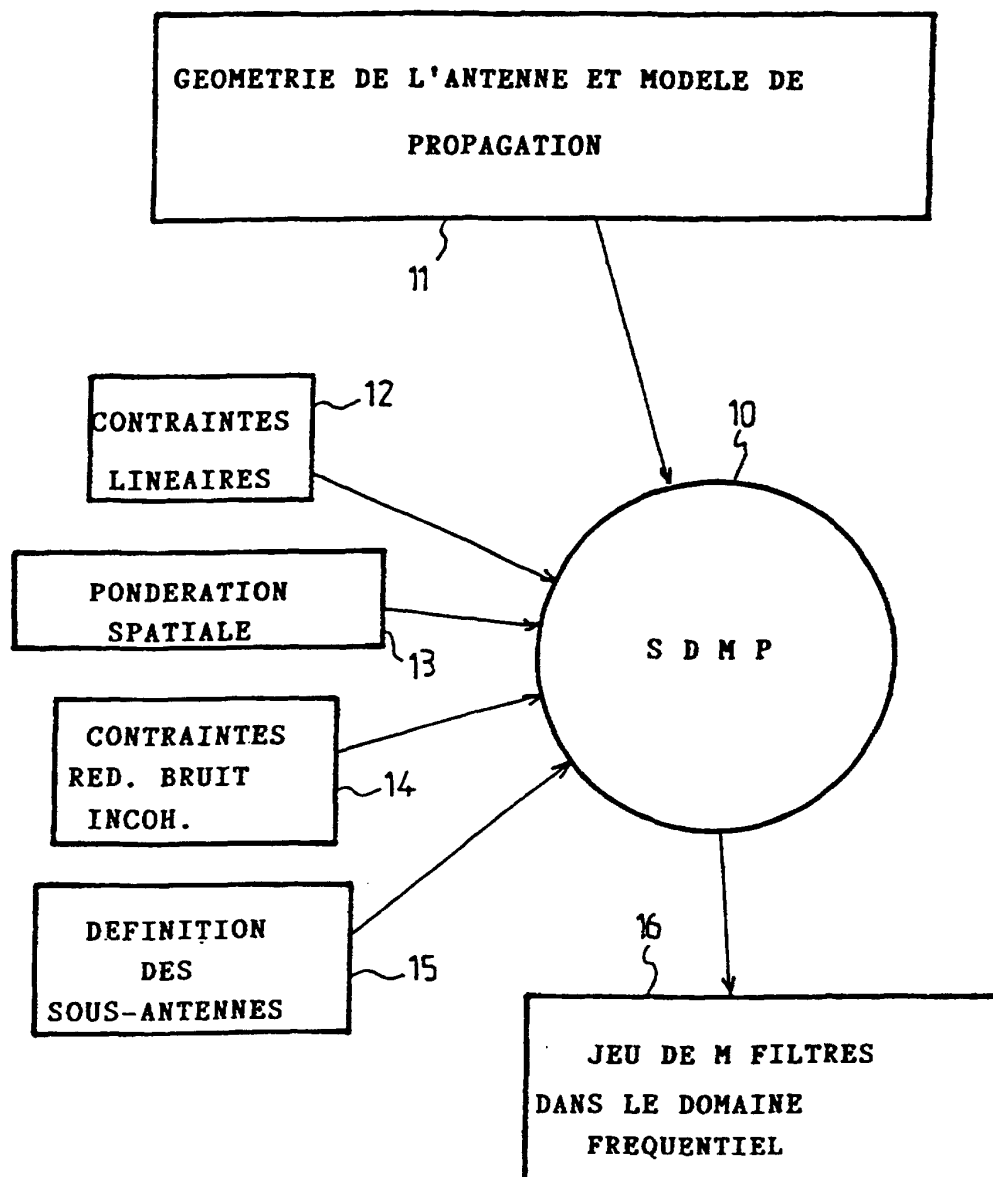 GEOMETRIE DE L'ANTENNE ET MODELE DE
PROPAGATION
11
12
CONTRAINTES
LINEAIRES
10
PONDERATION
SPATIALE
13
S D M P
CONTRAINTES
RED. BRUIT
INCOH.
14
DEFINITION
DES
SOUS-ANTENNES
15
16
JEU DE M FILTRES
DANS LE DOMAINE
FREQUENTIEL